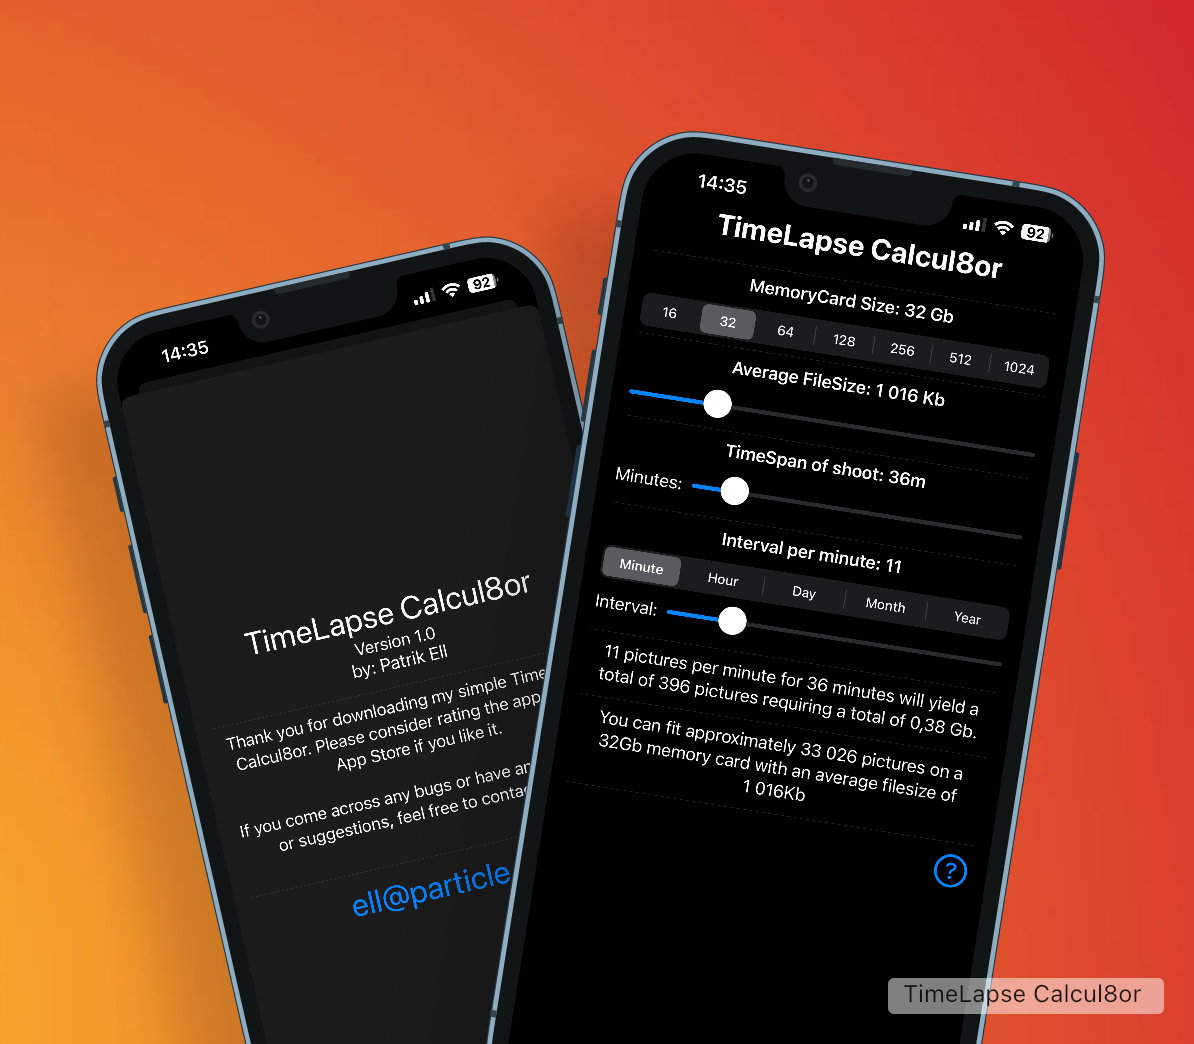 14:35
92
TimeLapse Calcul8or
Version 1.0
by: Patrik Ell
Thank you for downloading my simple Time
Calcul8or. Please consider rating the app
App Store if you like it.
If you come across any bugs or have an
or suggestions, feel free to contac
ell@particle
14:35
92
TimeLapse Calcul8or
MemoryCard Size: 32 Gb
16 32 64 128 256 512 1024
Average FileSize: 1 016 Kb
TimeSpan of shoot: 36m
Minutes:
Interval per minute: 11
Minute Hour Day Month Year
Interval:
11 pictures per minute for 36 minutes will yield a
total of 396 pictures requiring a total of 0,38 Gb.
You can fit approximately 33 026 pictures on a
32Gb memory card with an average filesize of
1 016Kb
?
TimeLapse Calcul8or